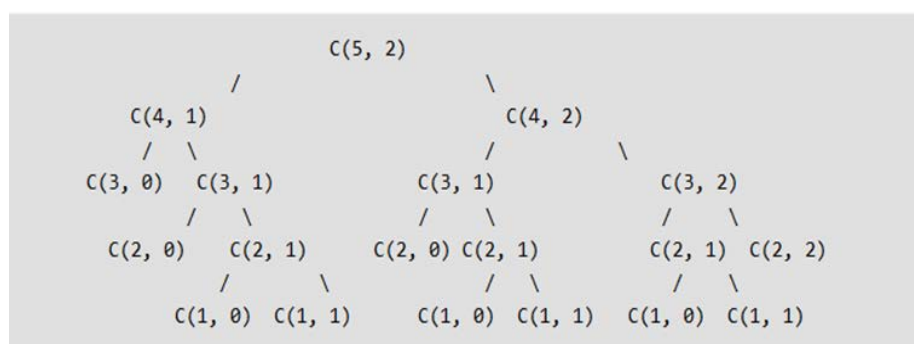 C(5, 2)
/ \
C(4, 1) C(4, 2)
/ \ / \
C(3, 0) C(3, 1) C(3, 1) C(3, 2)
/ \ / \ / \
C(2, 0) C(2, 1) C(2, 0) C(2, 1) C(2, 1) C(2, 2)
/ \ / \ / \
C(1, 0) C(1, 1) C(1, 0) C(1, 1) C(1, 0) C(1, 1)